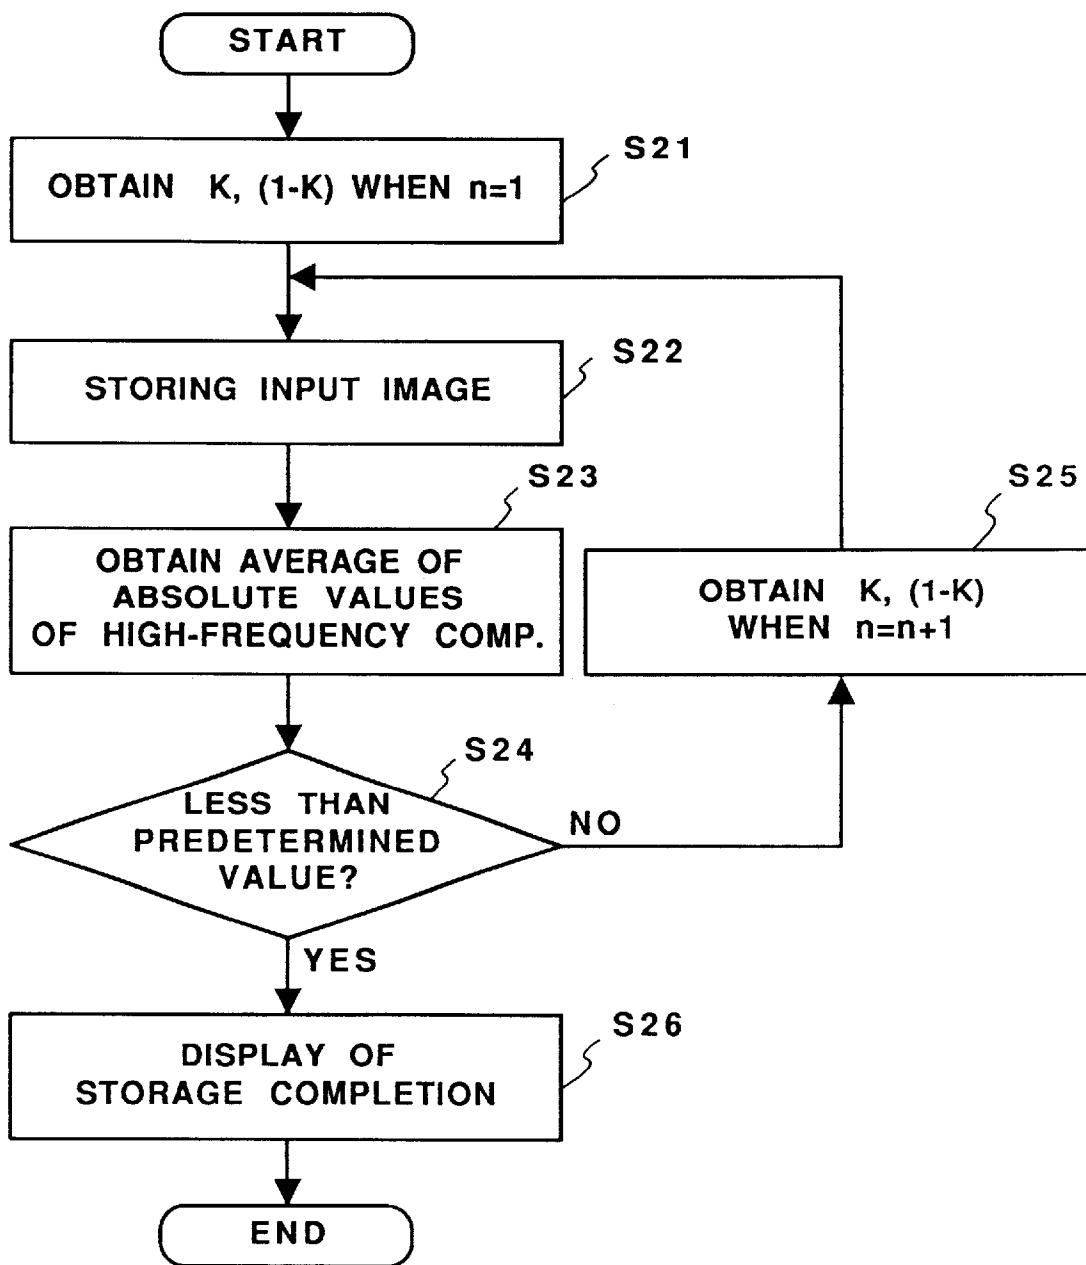 START
S21
OBTAIN K, (1-K) WHEN n=1
S22
STORING INPUT IMAGE
S23
OBTAIN AVERAGE OF
ABSOLUTE VALUES
OF HIGH-FREQUENCY COMP.
S25
OBTAIN K, (1-K)
WHEN n=n+1
S24
LESS THAN
PREDETERMINED
VALUE?
NO
YES
S26
DISPLAY OF
STORAGE COMPLETION
END